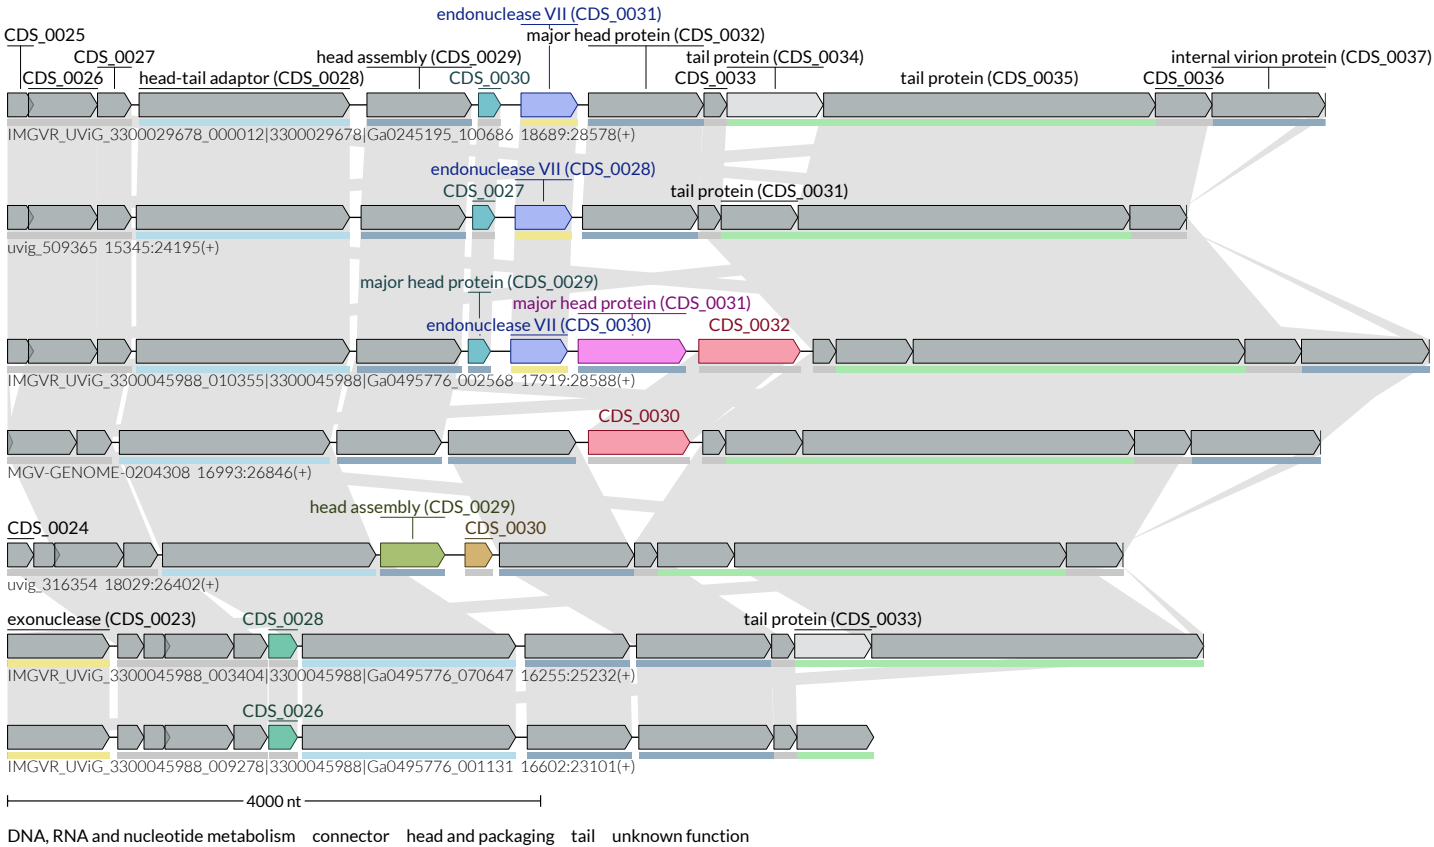 endonuclease VII (CDS_0031)
CDS_0025 major head protein (CDS_0032)
CDS_0027 head assembly (CDS_0029) tail protein (CDS_0034) internal virion protein (CDS_0037)
CDS_0026 head-tail adaptor (CDS_0028) CDS_0030 CDS_0033 tail protein (CDS_0035) CDS_0036
IMGVR_UViG_3300029678_000012|3300029678|Ga0245195_100686 18689:28578(+)
endonuclease VII (CDS_0028)
CDS_0027 tail protein (CDS_0031)
uvig_509365 15345:24195(+)
major head protein (CDS_0029)
major head protein (CDS_0031)
endonuclease VII (CDS_0030) CDS_0032
IMGVR_UViG_3300045988_010355|3300045988|Ga0495776_002568 17919:28588(+)
CDS_0030
MGV-GENOME-0204308 16993:26846(+)
head assembly (CDS_0029)
CDS_0024 CDS_0030
uvig_316354 18029:26402(+)
exonuclease (CDS_0023) CDS_0028 tail protein (CDS_0033)
IMGVR_UViG_3300045988_003404|3300045988|Ga0495776_070647 16255:25232(+)
CDS_0026
IMGVR_UViG_3300045988_009278|3300045988|Ga0495776_001131 16602:23101(+)
4000 nt
DNA, RNA and nucleotide metabolism connector head and packaging tail unknown function